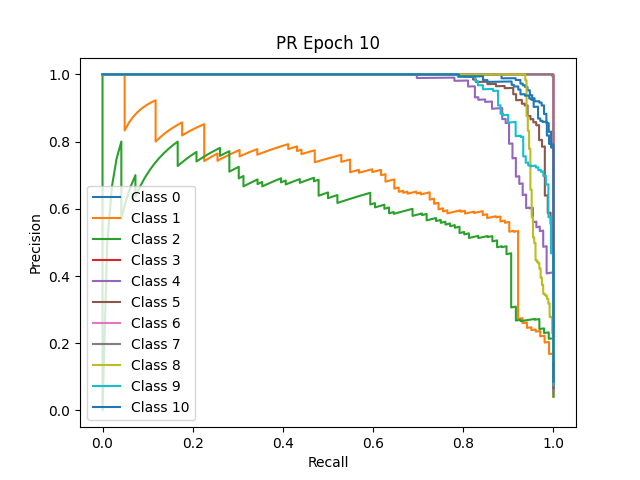 PR Epoch 10
Precision
1.0
0.8
0.6
0.4
0.2
0.0
Class 0
Class 1
Class 2
Class 3
Class 4
Class 5
Class 6
Class 7
Class 8
Class 9
Class 10
0.0 0.2 0.4 0.6 0.8 1.0
Recall